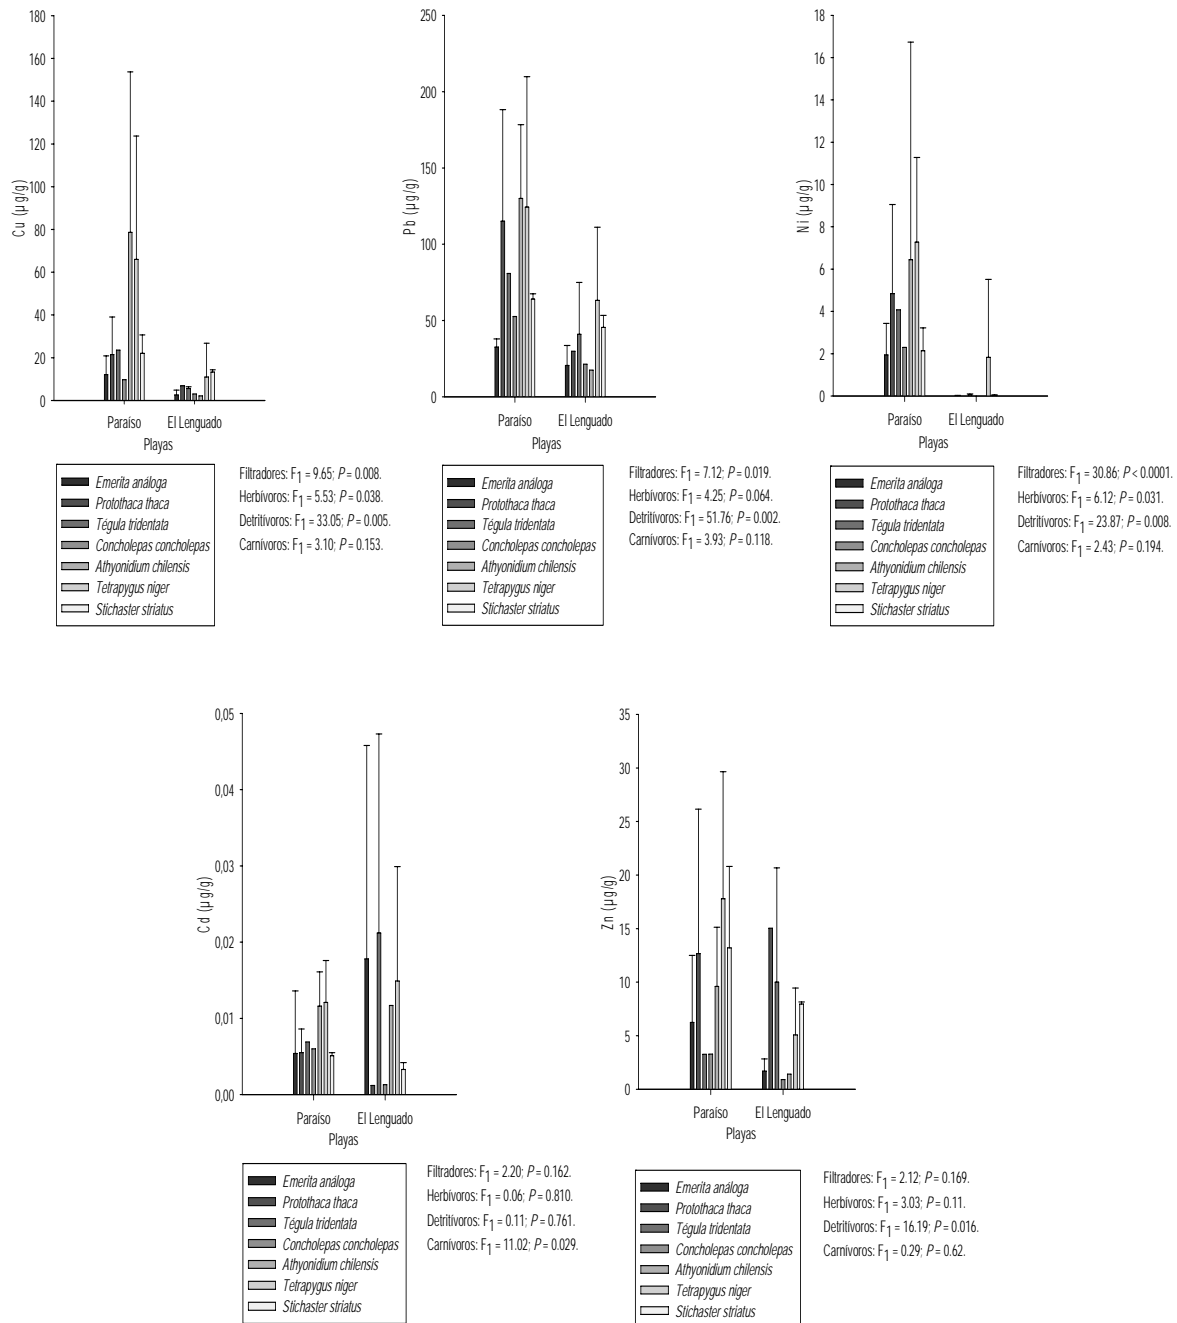 180
160
140
120
100
80
60
40
20
0
Cu (µg/g)
Paraíso El Lenguado
Playas
Emerita análoga
Protothaca thaca
Tégula tridentata
Concholepas concholepas
Athyonidium chilensis
Tetrapygus niger
Stichaster striatus
Filtradores: F1 = 9.65; P = 0.008.
Herbívoros: F1 = 5.53; P = 0.038.
Detritívoros: F1 = 33.05; P = 0.005.
Carnívoros: F1 = 3.10; P = 0.153.
250
200
150
100
50
0
Pb (µg/g)
Paraíso El Lenguado
Playas
Emerita análoga
Protothaca thaca
Tégula tridentata
Concholepas concholepas
Athyonidium chilensis
Tetrapygus niger
Stichaster striatus
Filtradores: F1 = 7.12; P = 0.019.
Herbívoros: F1 = 4.25; P = 0.064.
Detritívoros: F1 = 51.76; P = 0.002.
Carnívoros: F1 = 3.93; P = 0.118.
18
16
14
12
10
8
6
4
2
0
Ni (µg/g)
Paraíso El Lenguado
Playas
Emerita análoga
Protothaca thaca
Tégula tridentata
Concholepas concholepas
Athyonidium chilensis
Tetrapygus niger
Stichaster striatus
Filtradores: F1 = 30.86; P < 0.0001.
Herbívoros: F1 = 6.12; P = 0.031.
Detritívoros: F1 = 23.87; P = 0.008.
Carnívoros: F1 = 2.43; P = 0.194.
0,05
0,04
0,03
0,02
0,01
0,00
Cd (µg/g)
Paraíso El Lenguado
Playas
Emerita análoga
Protothaca thaca
Tégula tridentata
Concholepas concholepas
Athyonidium chilensis
Tetrapygus niger
Stichaster striatus
Filtradores: F1 = 2.20; P = 0.162.
Herbívoros: F1 = 0.06; P = 0.810.
Detritívoros: F1 = 0.11; P = 0.761.
Carnívoros: F1 = 11.02; P = 0.029.
35
30
25
20
15
10
5
0
Zn (µg/g)
Paraíso El Lenguado
Playas
Emerita análoga
Protothaca thaca
Tégula tridentata
Concholepas concholepas
Athyonidium chilensis
Tetrapygus niger
Stichaster striatus
Filtradores: F1 = 2.12; P = 0.169.
Herbívoros: F1 = 3.03; P = 0.11.
Detritívoros: F1 = 16.19; P = 0.016.
Carnívoros: F1 = 0.29; P = 0.62.